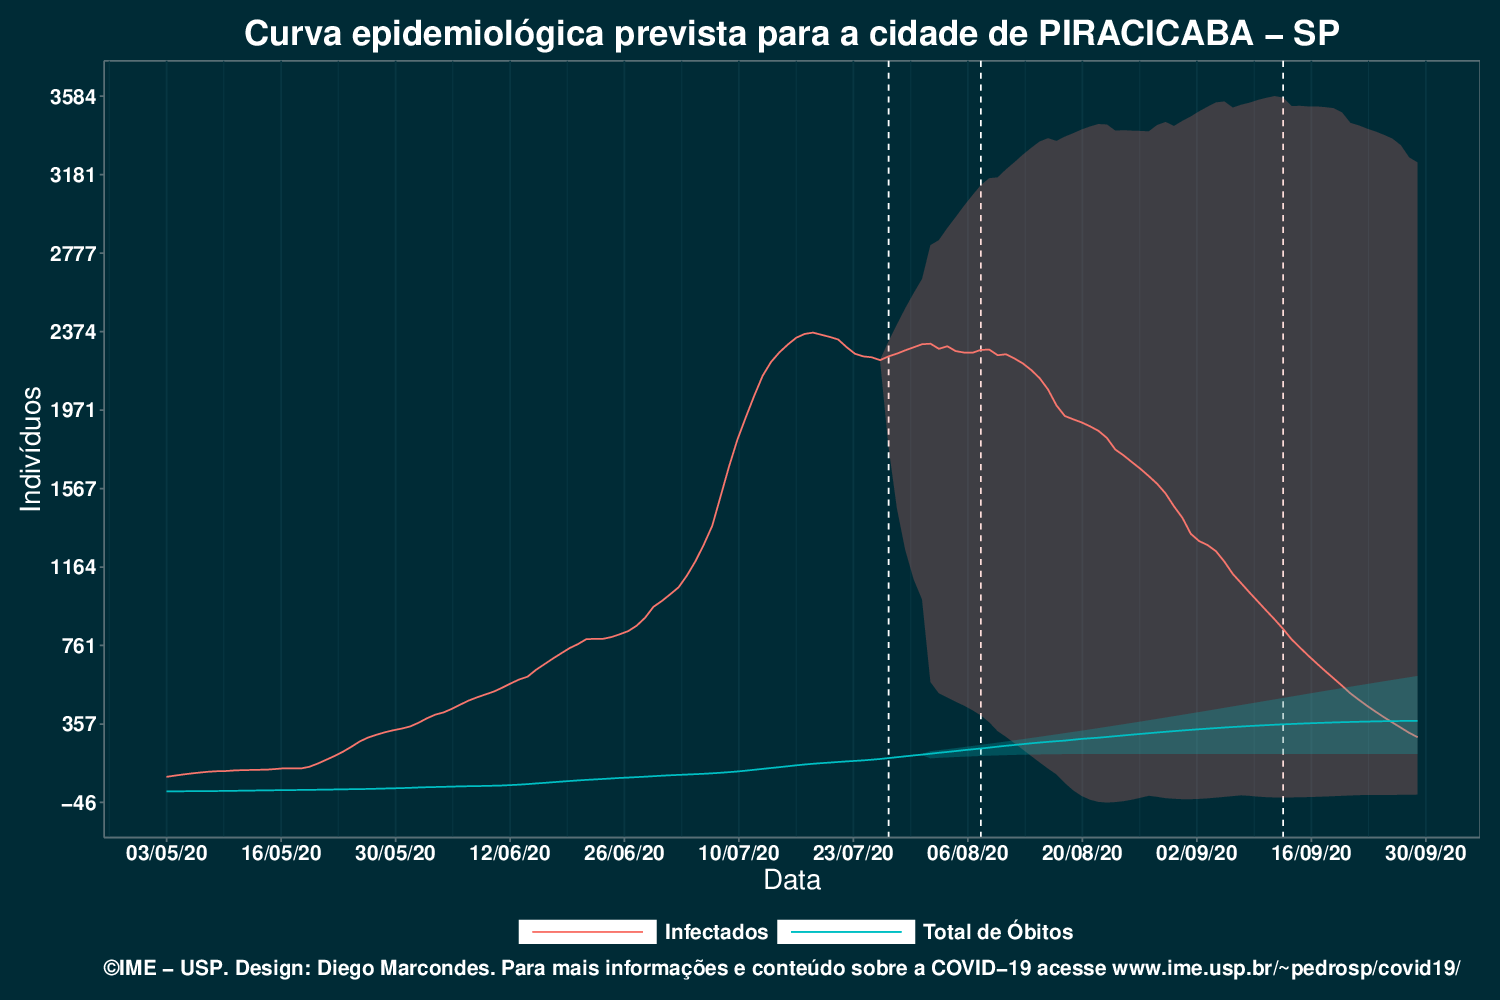 Curva epidemiológica prevista para a cidade de PIRACICABA – SP
3584
3181
2777
2374
1971
1567
1164
761
357
−46
Indivíduos
03/05/20 16/05/20 30/05/20 12/06/20 26/06/20 10/07/20 23/07/20 06/08/20 20/08/20 02/09/20 16/09/20 30/09/20
Data
Infectados Total de Óbitos
©IME – USP. Design: Diego Marcondes. Para mais informações e conteúdo sobre a COVID−19 acesse www.ime.usp.br/~pedrosp/covid19/